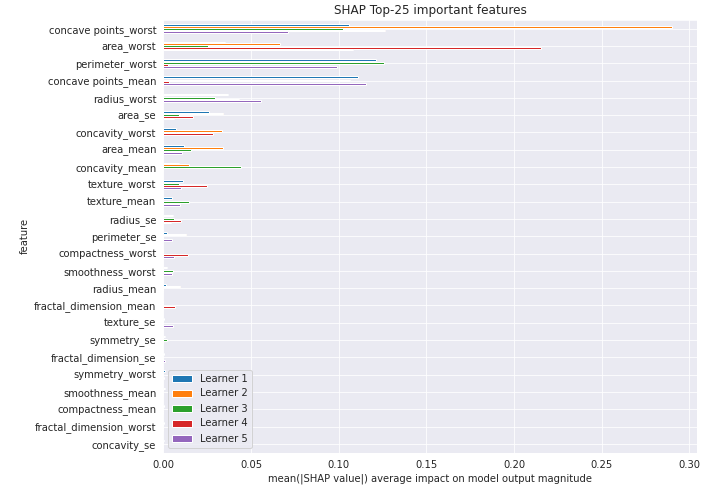 SHAP Top-25 important features
concave points_worst
area_worst
perimeter_worst
concave points_mean
radius_worst
area_se
concavity_worst
area_mean
concavity_mean
texture_worst
texture_mean
radius_se
perimeter_se
compactness_worst
smoothness_worst
radius_mean
fractal_dimension_mean
texture_se
symmetry_se
fractal_dimension_se
symmetry_worst
smoothness_mean
compactness_mean
fractal_dimension_worst
concavity_se
feature
Learner 1
Learner 2
Learner 3
Learner 4
Learner 5
0.00 0.05 0.10 0.15 0.20 0.25 0.30
mean(|SHAP value|) average impact on model output magnitude